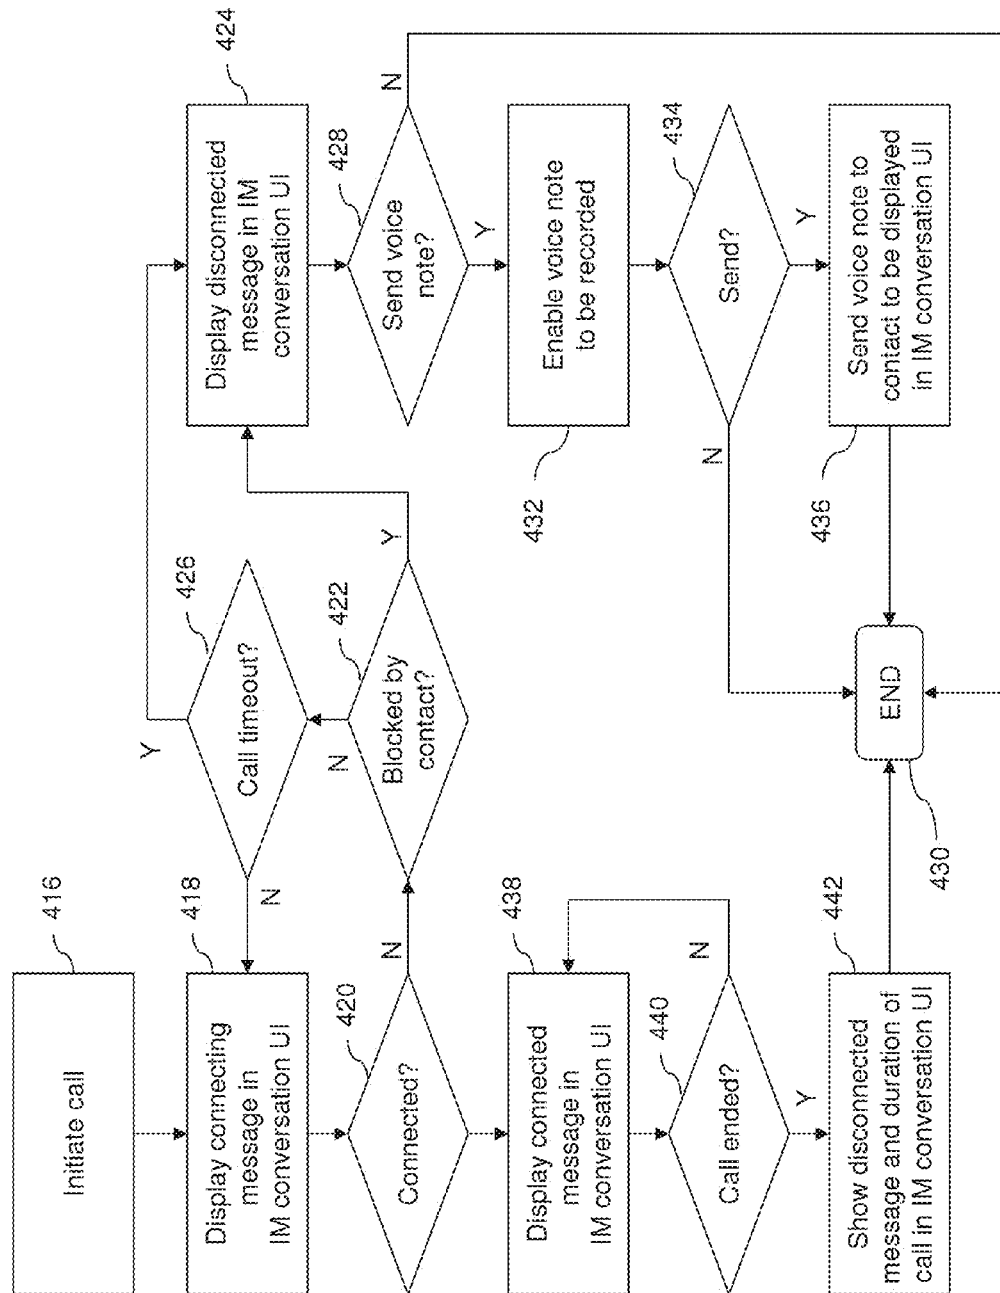 416
Initiate call
418
Display connecting
message in
IM conversation UI
N
420
Connected?
N
438
Display connected
message in
IM conversation UI
440
Call ended?
N
Y
442
Show disconnected
message and duration of
call in IM conversation UI
426
Call timeout?
Y
N
422
Blocked by
contact?
Y
424
Display disconnected
message in IM
conversation UI
428
Send voice
note?
N
Y
432
Enable voice note
to be recorded
434
Send?
N
Y
436
Send voice note to
contact to be displayed
in IM conversation UI
END
430